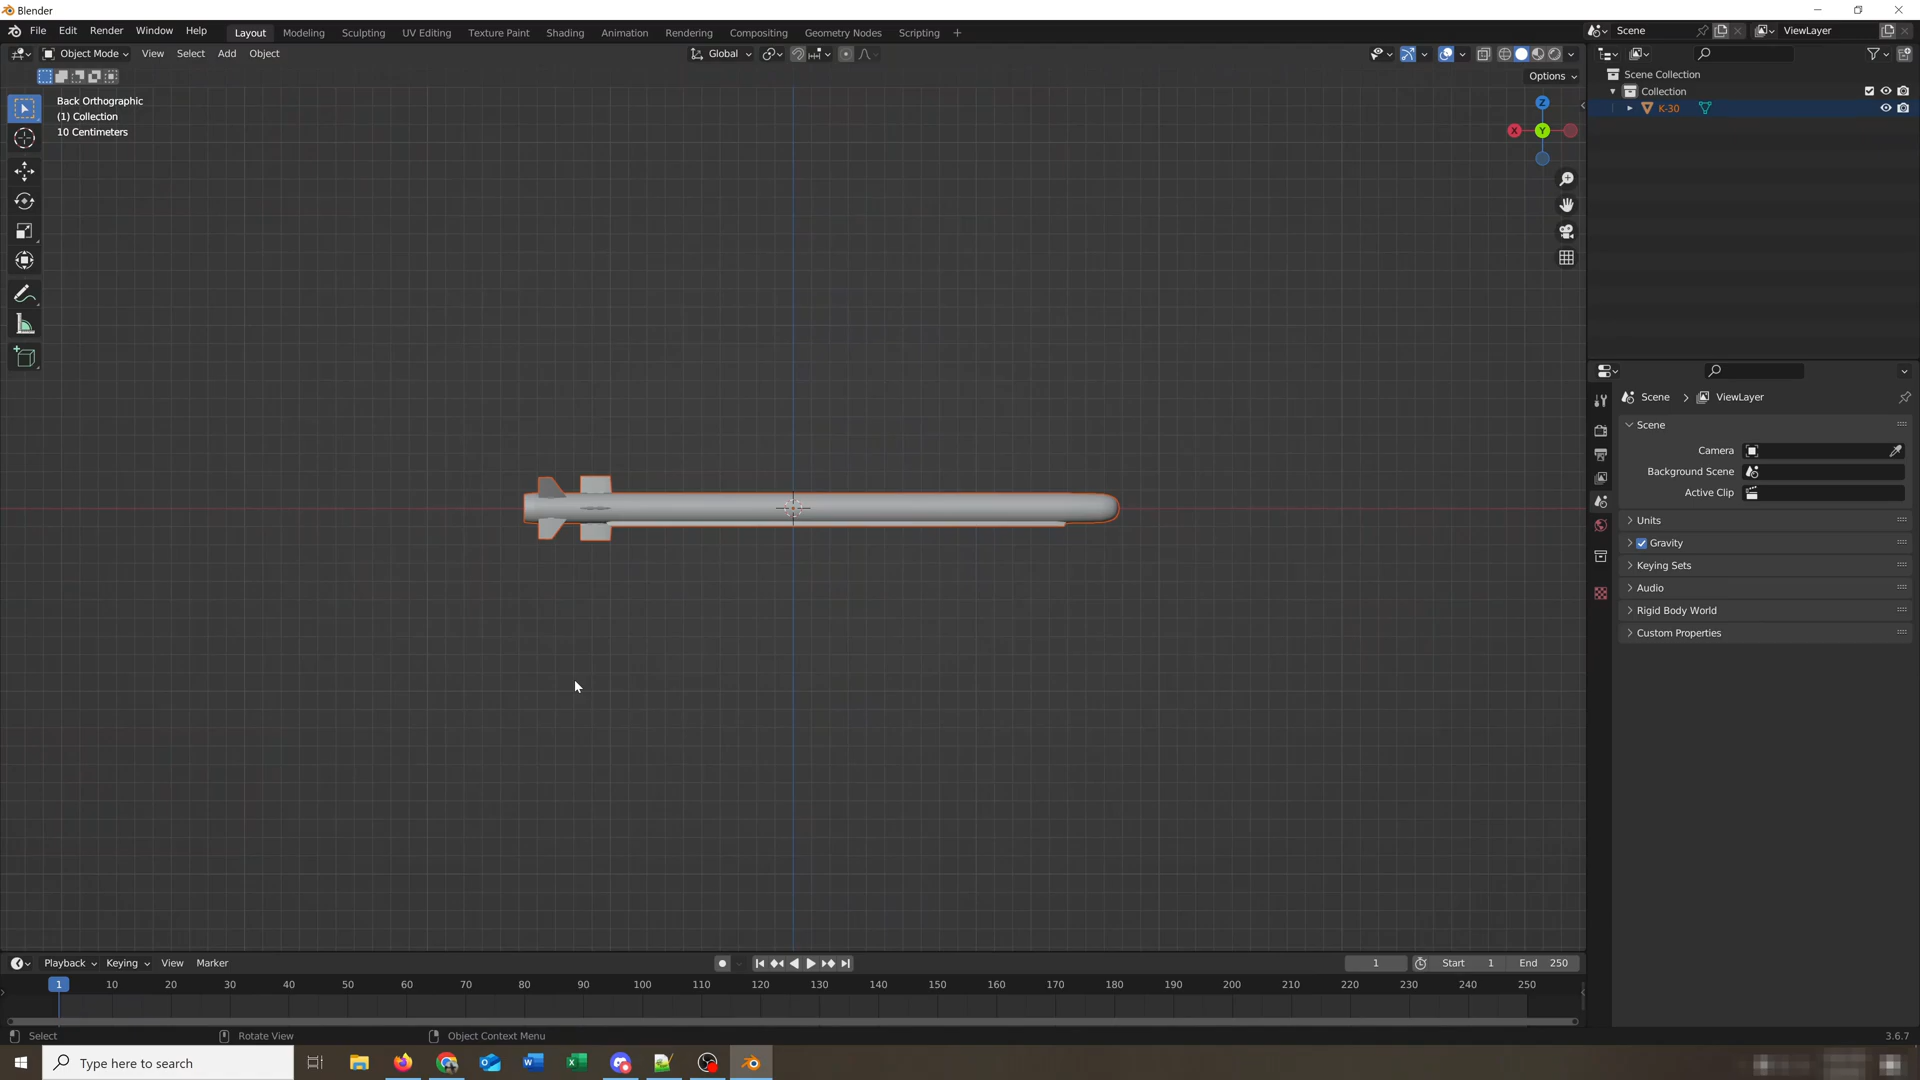 Blender
File Edit Render Window Help Layout Modeling Sculpting UV Editing Texture Paint Shading Animation Rendering Compositing Geometry Nodes Scripting + Scene ViewLayer
Object Mode View Select Add Object Global
Options
Back Orthographic
(1) Collection
10 Centimeters
Z
X Y
Scene Collection
Collection
K-30
Scene > ViewLayer
Scene
Camera
Background Scene
Active Clip
Units
Gravity
Keying Sets
Audio
Rigid Body World
Custom Properties
Playback Keying View Marker 1 Start 1 End 250
1 10 20 30 40 50 60 70 80 90 100 110 120 130 140 150 160 170 180 190 200 210 220 230 240 250
Select Rotate View Object Context Menu 3.6.7
Type here to search